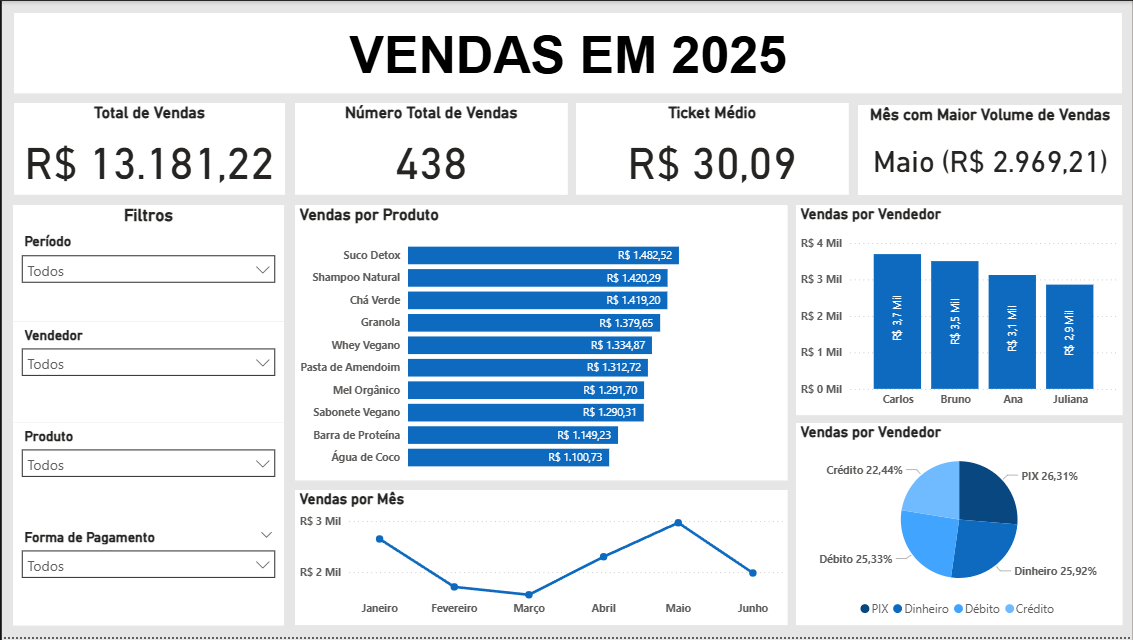 VENDAS EM 2025
Total de Vendas
R$ 13.181,22
Número Total de Vendas
438
Ticket Médio
R$ 30,09
Mês com Maior Volume de Vendas
Maio (R$ 2.969,21)
Filtros
Período
Todos
Vendedor
Todos
Produto
Todos
Forma de Pagamento
Todos
Vendas por Produto
Suco Detox R$ 1.482,52
Shampoo Natural R$ 1.420,29
Chá Verde R$ 1.419,20
Granola R$ 1.379,65
Whey Vegano R$ 1.334,87
Pasta de Amendoim R$ 1.312,72
Mel Orgânico R$ 1.291,70
Sabonete Vegano R$ 1.290,31
Barra de Proteína R$ 1.149,23
Água de Coco R$ 1.100,73
Vendas por Mês
R$ 3 Mil
R$ 2 Mil
Janeiro Fevereiro Março Abril Maio Junho
Vendas por Vendedor
R$ 4 Mil
R$ 3 Mil
R$ 2 Mil
R$ 1 Mil
R$ 0 Mil
R$ 3,7 Mil
R$ 3,5 Mil
R$ 3,1 Mil
R$ 2,9 Mil
Carlos Bruno Ana Juliana
Vendas por Vendedor
Crédito 22,44%
PIX 26,31%
Débito 25,33%
Dinheiro 25,92%
PIX Dinheiro Débito Crédito